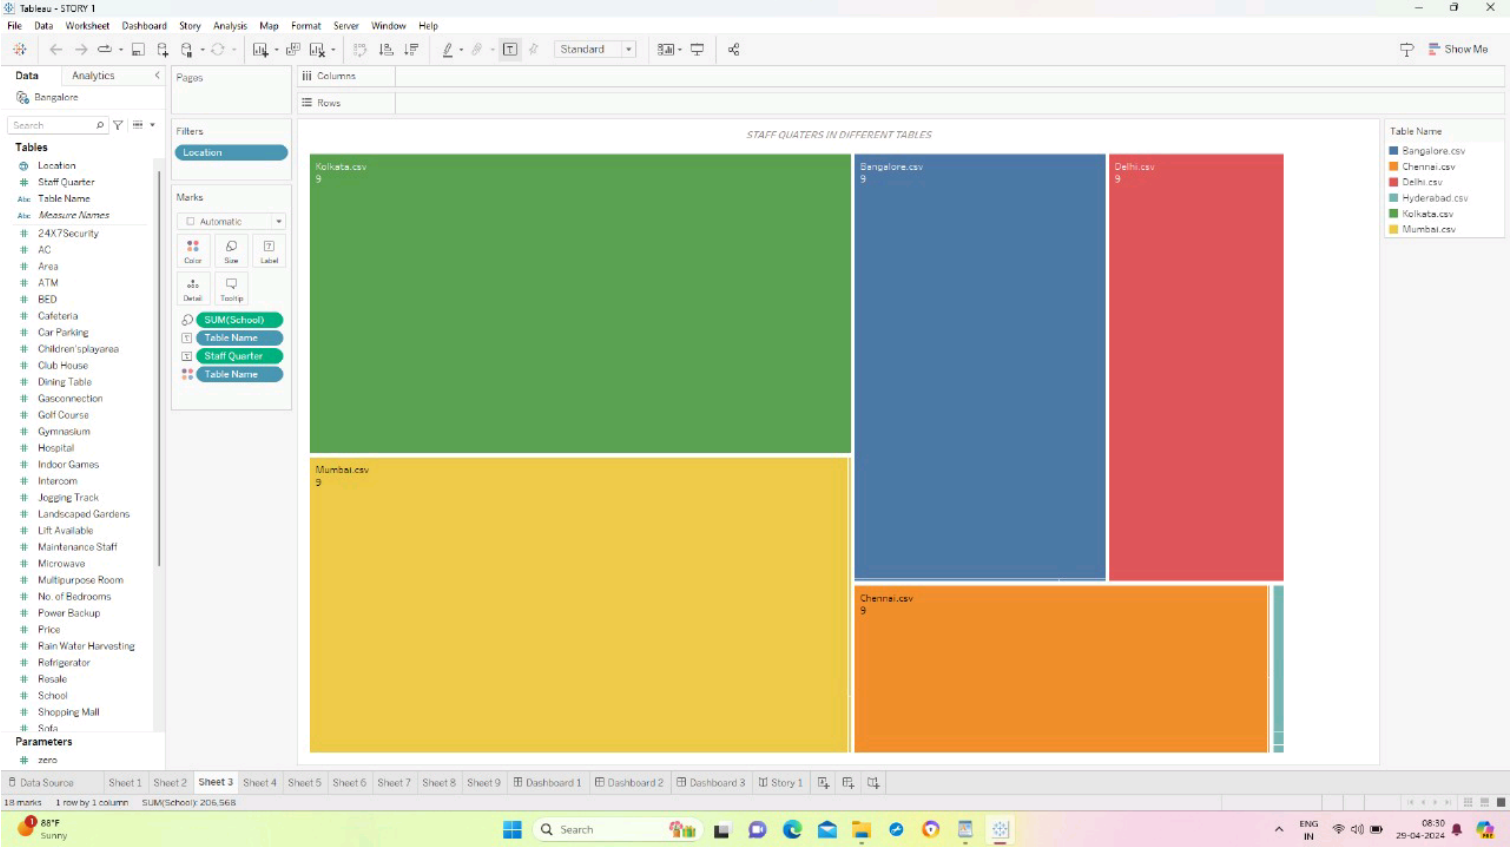 Tableau - STORY 1
File Data Worksheet Dashboard Story Analysis Map Format Server Window Help
Standard
Show Me
Data Analytics
Bangalore
Search
Tables
Location
# Staff Quarter
Abc Table Name
Abc Measure Names
# 24X7Security
# AC
# Area
# ATM
# BED
# Cafeteria
# Car Parking
# Children'splayarea
# Club House
# Dining Table
# Gasconnection
# Golf Course
# Gymnasium
# Hospital
# Indoor Games
# Intercom
# Jogging Track
# Landscaped Gardens
# Lift Available
# Maintenance Staff
# Microwave
# Multipurpose Room
# No. of Bedrooms
# Power Backup
# Price
# Rain Water Harvesting
# Refrigerator
# Resale
# School
# Shopping Mall
# Sofa
Parameters
# zero
Pages
Filters
Location
Marks
Automatic
Color Size Label
Detail Tooltip
SUM(School)
Table Name
Staff Quarter
Table Name
Columns
Rows
STAFF QUATERS IN DIFFERENT TABLES
Kolkata.csv
9
Bangalore.csv
9
Delhi.csv
9
Mumbai.csv
9
Chennai.csv
9
Table Name
Bangalore.csv
Chennai.csv
Delhi.csv
Hyderabad.csv
Kolkata.csv
Mumbai.csv
Data Source Sheet 1 Sheet 2 Sheet 3 Sheet 4 Sheet 5 Sheet 6 Sheet 7 Sheet 8 Sheet 9 Dashboard 1 Dashboard 2 Dashboard 3 Story 1
18 marks 1 row by 1 column SUM(School): 206,568
1
88°F
Sunny
Search
ENG
IN
08:30
29-04-2024